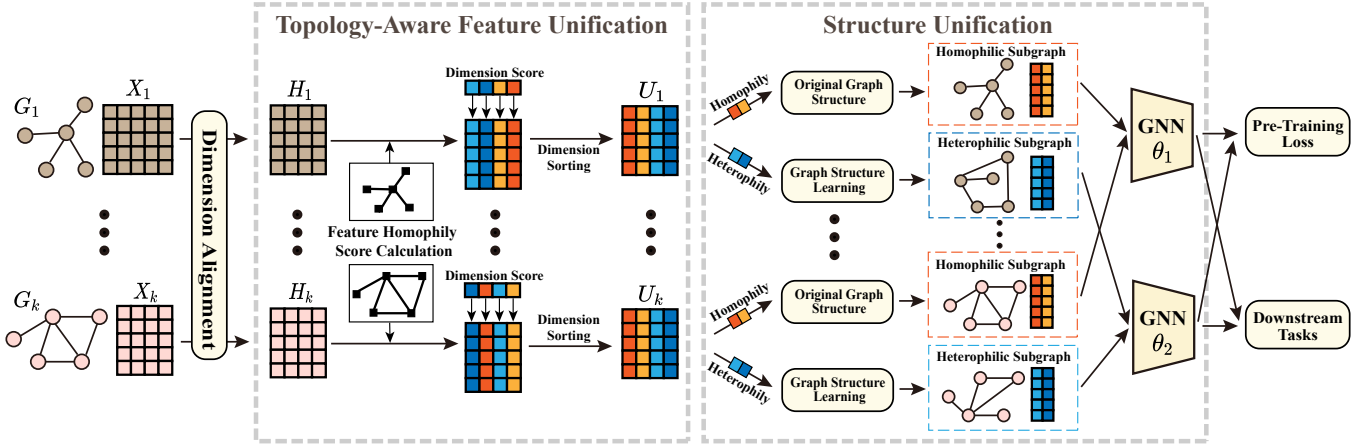 Topology-Aware Feature Unification
G₁
X₁
Dimension Alignment
H₁
Dimension Score
Dimension
Sorting
U₁
Feature Homophily
Score Calculation
Gₖ
Xₖ
Hₖ
Dimension Score
Dimension
Sorting
Uₖ
Structure Unification
Homophily
Original Graph
Structure
Homophilic Subgraph
Heterophily
Graph Structure
Learning
Heterophilic Subgraph
Homophily
Original Graph
Structure
Homophilic Subgraph
Heterophily
Graph Structure
Learning
Heterophilic Subgraph
GNN
θ₁
GNN
θ₂
Pre-Training
Loss
Downstream
Tasks